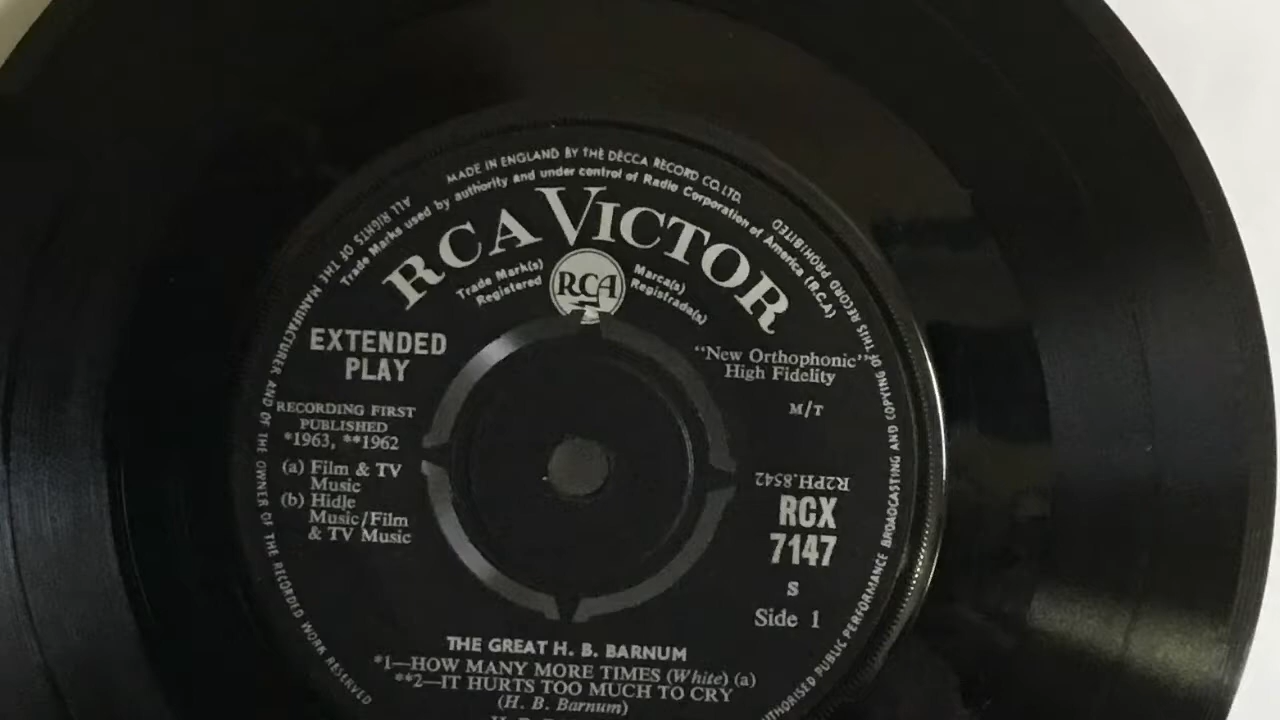 MADE IN ENGLAND BY THE DECCA RECORD CO. LTD.
Trade Marks used by authority and under control of Radio Corporation of America (R.C.A)
ALL RIGHTS OF THE MANUFACTURER AND OF THE OWNER OF THE RECORDED WORK RESERVED
UNAUTHORISED PUBLIC PERFORMANCE BROADCASTING AND COPYING OF THIS RECORD PROHIBITED
RCA VICTOR
Trade Mark(s)
Registered
RCA
Marca(s)
Registrada(s)
EXTENDED
PLAY
"New Orthophonic"
High Fidelity
M/T
RECORDING FIRST
PUBLISHED
*1963, **1962
(a) Film & TV
Music
(b) Hidle
Music/Film
& TV Music
R2PH.8542
RCX
7147
S
Side 1
THE GREAT H. B. BARNUM
*1—HOW MANY MORE TIMES (White) (a)
**2—IT HURTS TOO MUCH TO CRY
(H. B. Barnum)